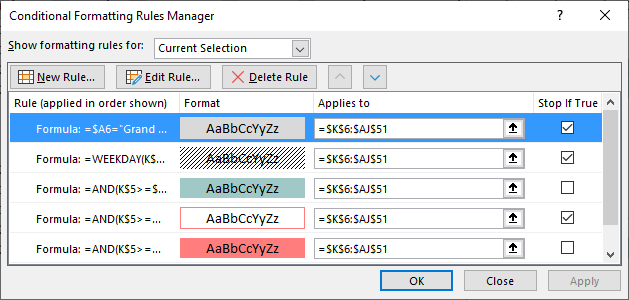 Conditional Formatting Rules Manager
Show formatting rules for: Current Selection
New Rule... Edit Rule... Delete Rule
Rule (applied in order shown) Format Applies to Stop If True
Formula: =$A6="Grand ... AaBbCcYyZz =$K$6:$AJ$51
Formula: =WEEKDAY(K$... AaBbCcYyZz =$K$6:$AJ$51
Formula: =AND(K$5>=$... AaBbCcYyZz =$K$6:$AJ$51
Formula: =AND(K$5>=... AaBbCcYyZz =$K$6:$AJ$51
Formula: =AND(K$5>=... AaBbCcYyZz =$K$6:$AJ$51
OK Close Apply